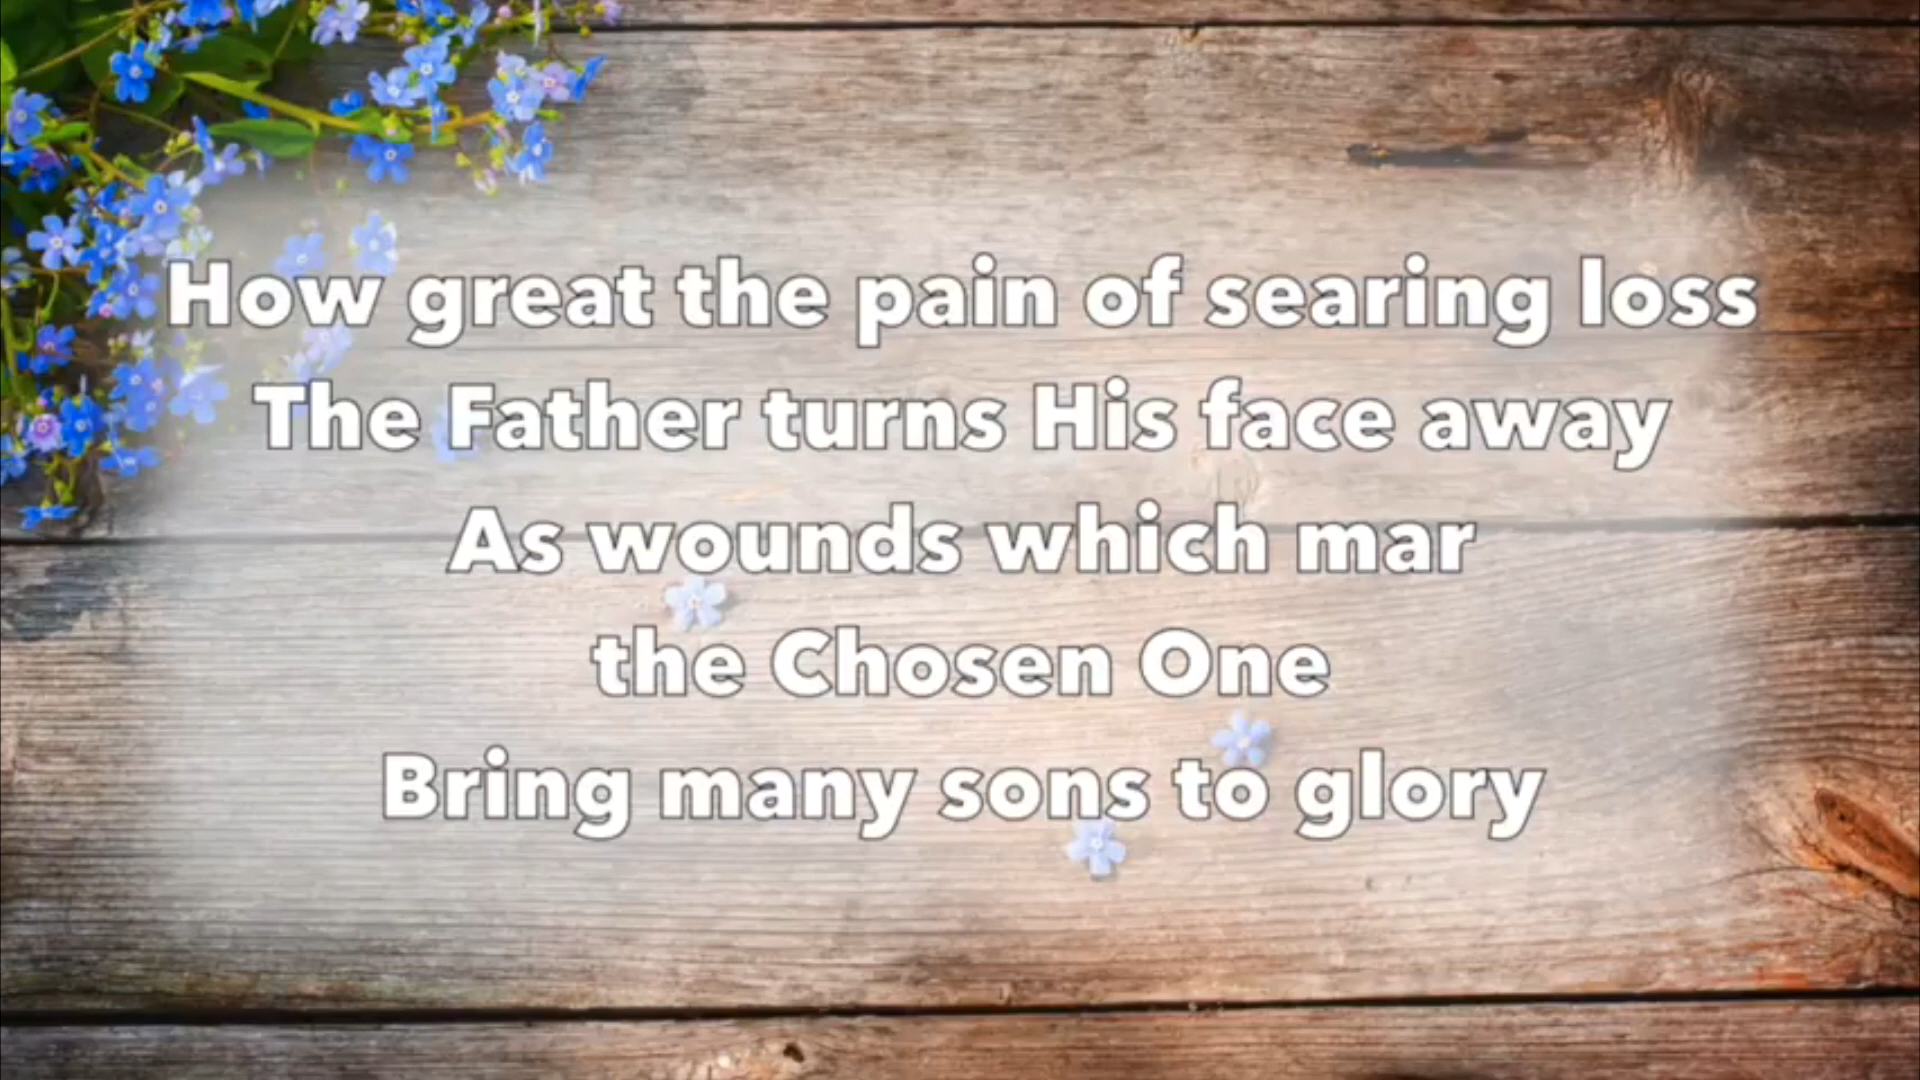 How great the pain of searing loss
The Father turns His face away
As wounds which mar
the Chosen One
Bring many sons to glory